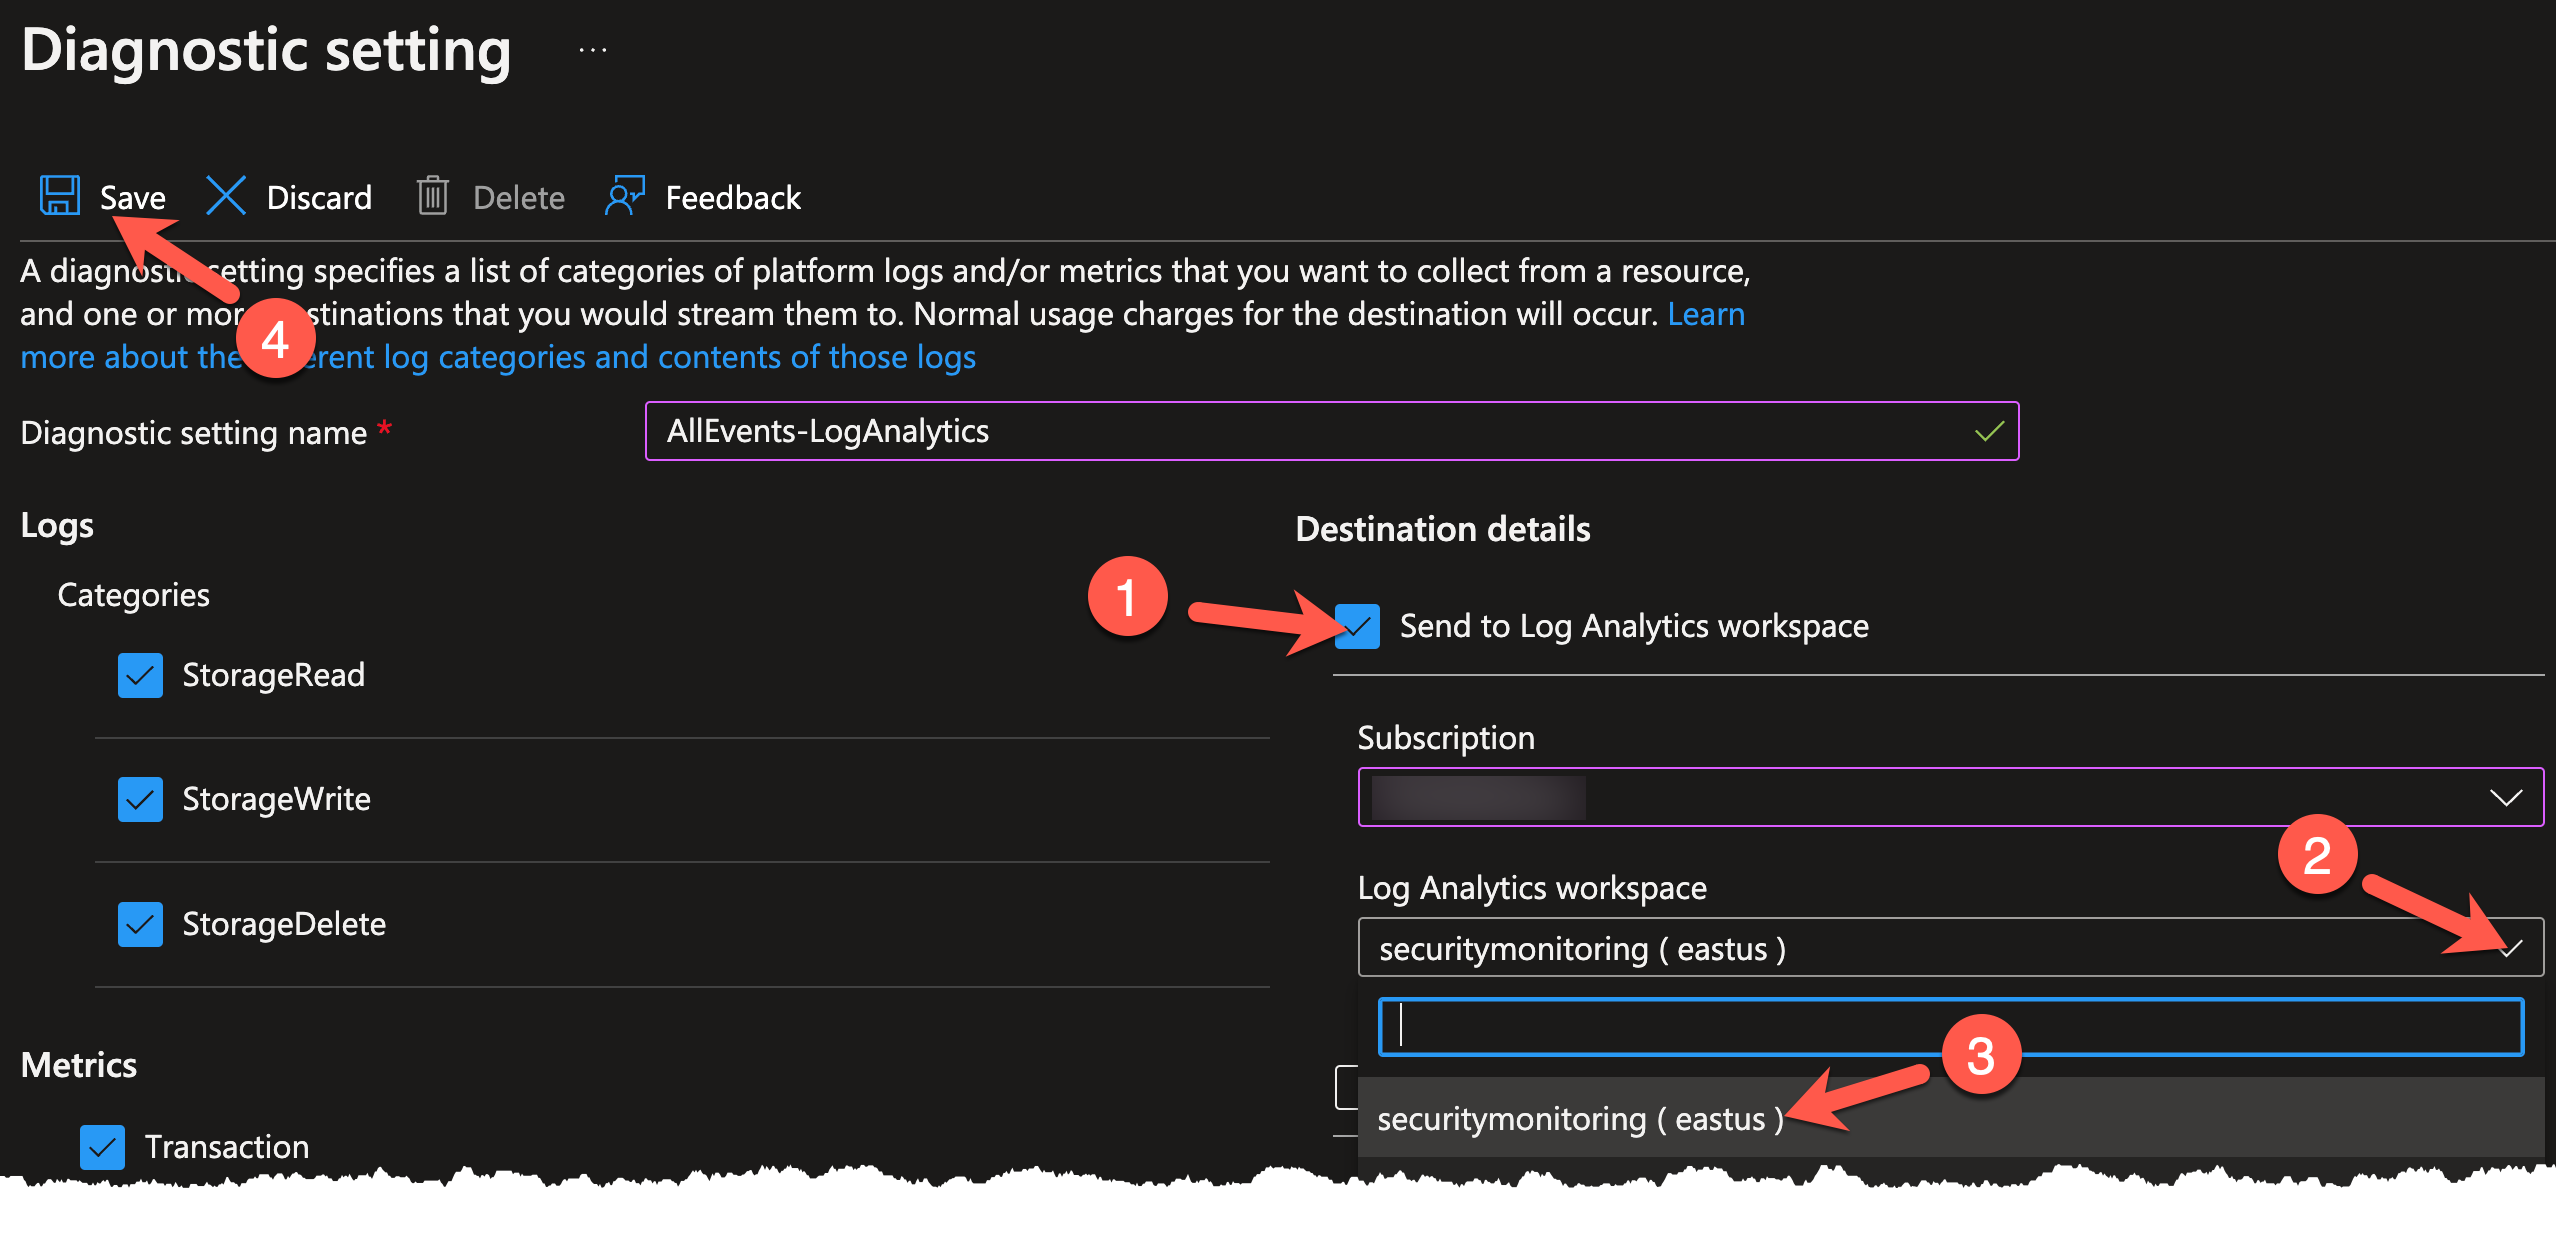 Diagnostic setting ...
Save Discard Delete Feedback
A diagnostic setting specifies a list of categories of platform logs and/or metrics that you want to collect from a resource,
and one or more destinations that you would stream them to. Normal usage charges for the destination will occur. Learn
more about the different log categories and contents of those logs
4
Diagnostic setting name *
AllEvents-LogAnalytics
Logs
Categories
StorageRead
StorageWrite
StorageDelete
Metrics
Transaction
Destination details
1
Send to Log Analytics workspace
Subscription
2
Log Analytics workspace
securitymonitoring ( eastus )
3
securitymonitoring ( eastus )